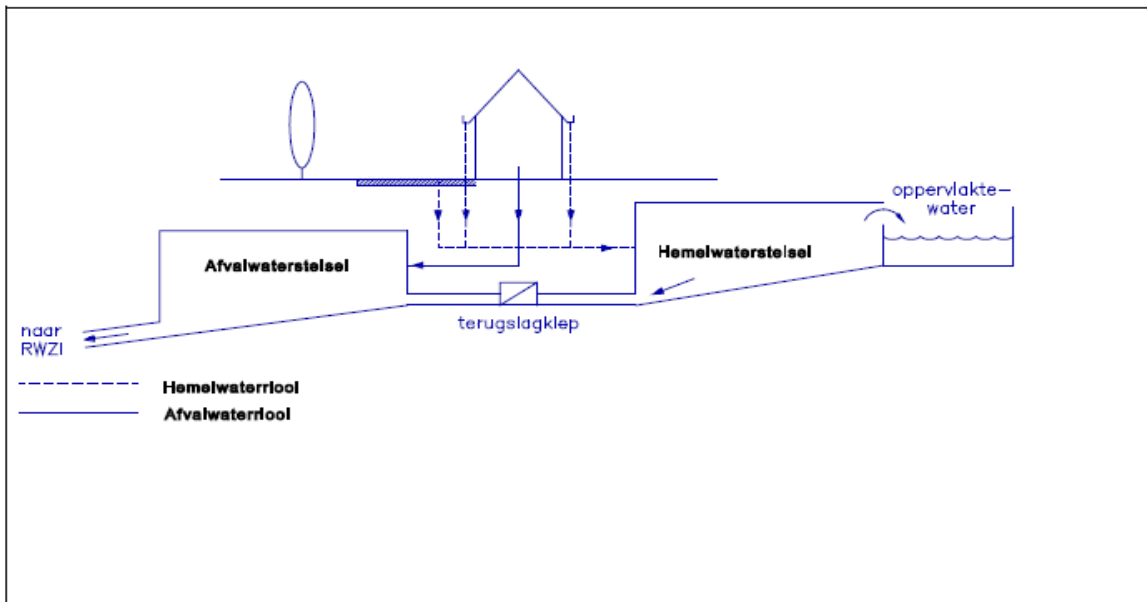 oppervlakte-
water
Afvalwaterstelsel
Hemelwaterstelsel
terugslagklep
naar
RWZI
Hemelwaterriool
Afvalwaterriool